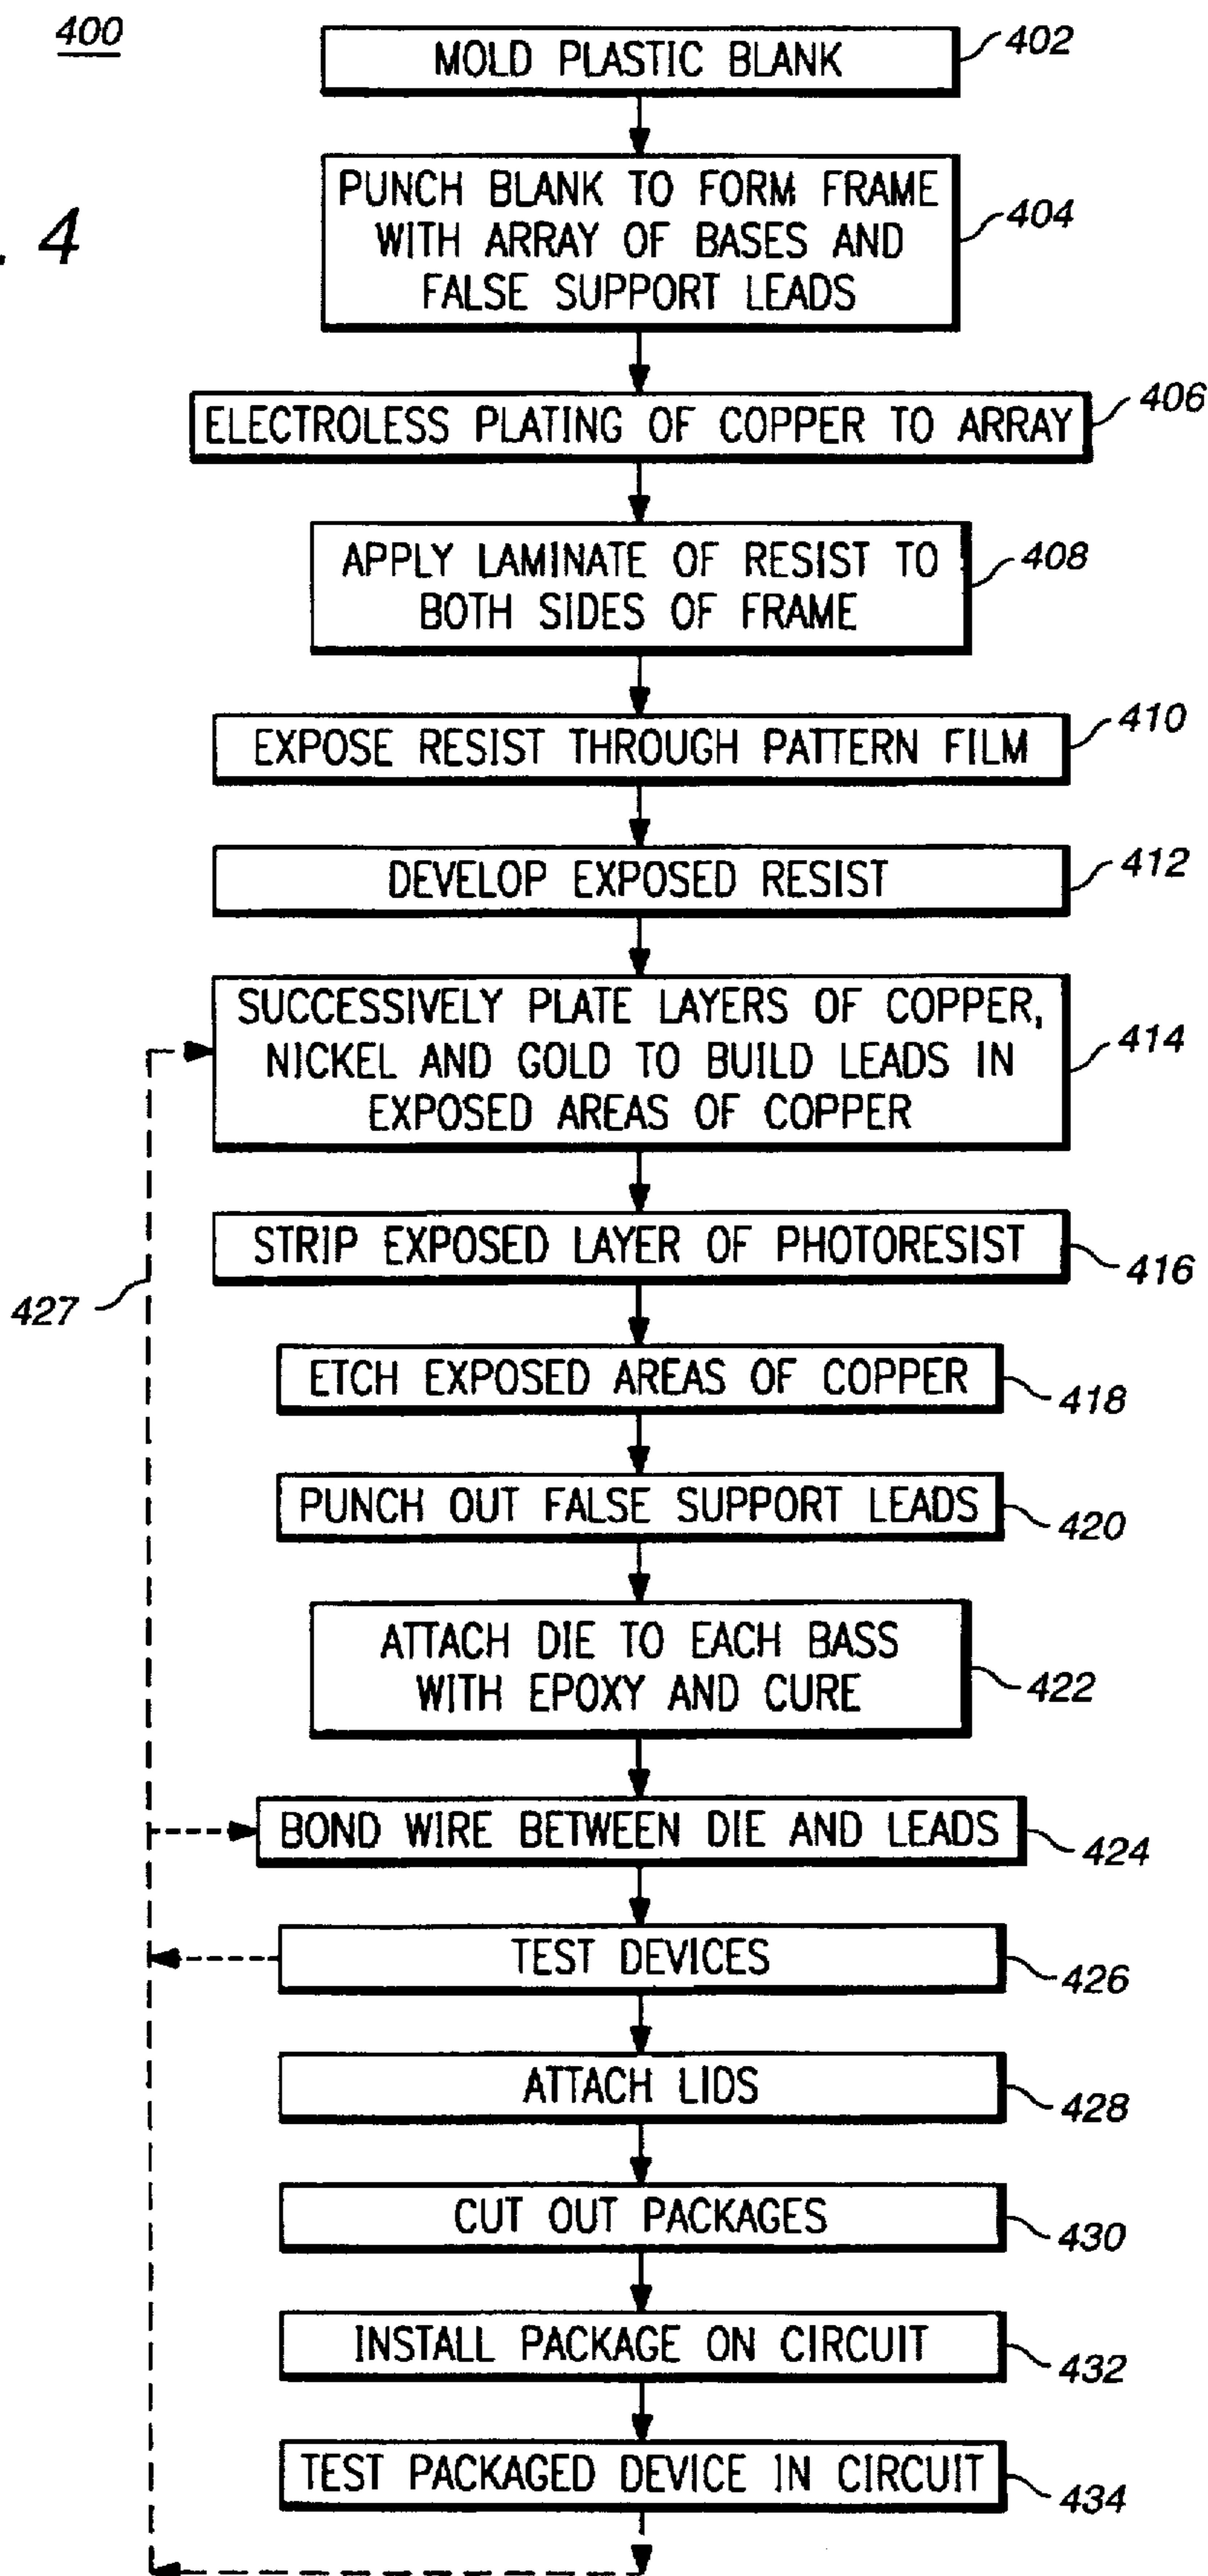 400
. 4
MOLD PLASTIC BLANK
402
PUNCH BLANK TO FORM FRAME
WITH ARRAY OF BASES AND
FALSE SUPPORT LEADS
404
ELECTROLESS PLATING OF COPPER TO ARRAY
406
APPLY LAMINATE OF RESIST TO
BOTH SIDES OF FRAME
408
EXPOSE RESIST THROUGH PATTERN FILM
410
DEVELOP EXPOSED RESIST
412
SUCCESSIVELY PLATE LAYERS OF COPPER,
NICKEL AND GOLD TO BUILD LEADS IN
EXPOSED AREAS OF COPPER
414
STRIP EXPOSED LAYER OF PHOTORESIST
416
427
ETCH EXPOSED AREAS OF COPPER
418
PUNCH OUT FALSE SUPPORT LEADS
420
ATTACH DIE TO EACH BASS
WITH EPOXY AND CURE
422
BOND WIRE BETWEEN DIE AND LEADS
424
TEST DEVICES
426
ATTACH LIDS
428
CUT OUT PACKAGES
430
INSTALL PACKAGE ON CIRCUIT
432
TEST PACKAGED DEVICE IN CIRCUIT
434